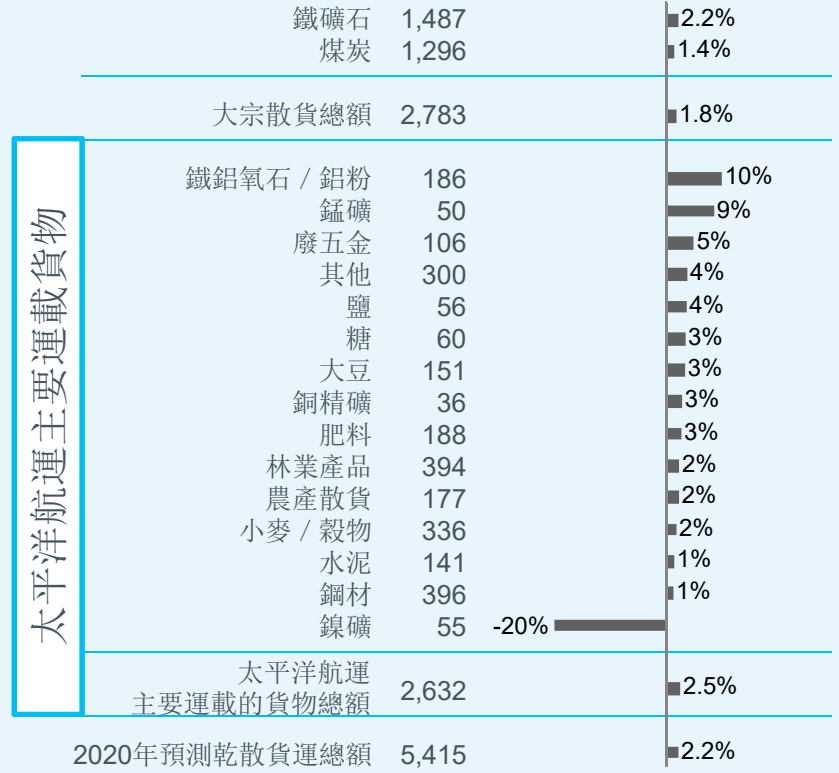 鐵礦石 1,487 2.2%
煤炭 1,296 1.4%
大宗散貨總額 2,783 1.8%
太平洋航運主要運載貨物
鐵鋁氧石 / 鋁粉 186 10%
錳礦 50 9%
廢五金 106 5%
其他 300 4%
鹽 56 4%
糖 60 3%
大豆 151 3%
銅精礦 36 3%
肥料 188 3%
林業產品 394 2%
農產散貨 177 2%
小麥 / 穀物 336 2%
水泥 141 1%
鋼材 396 1%
鎳礦 55 -20%
太平洋航運
主要運載的貨物總額 2,632 2.5%
2020年預測乾散貨運總額 5,415 2.2%